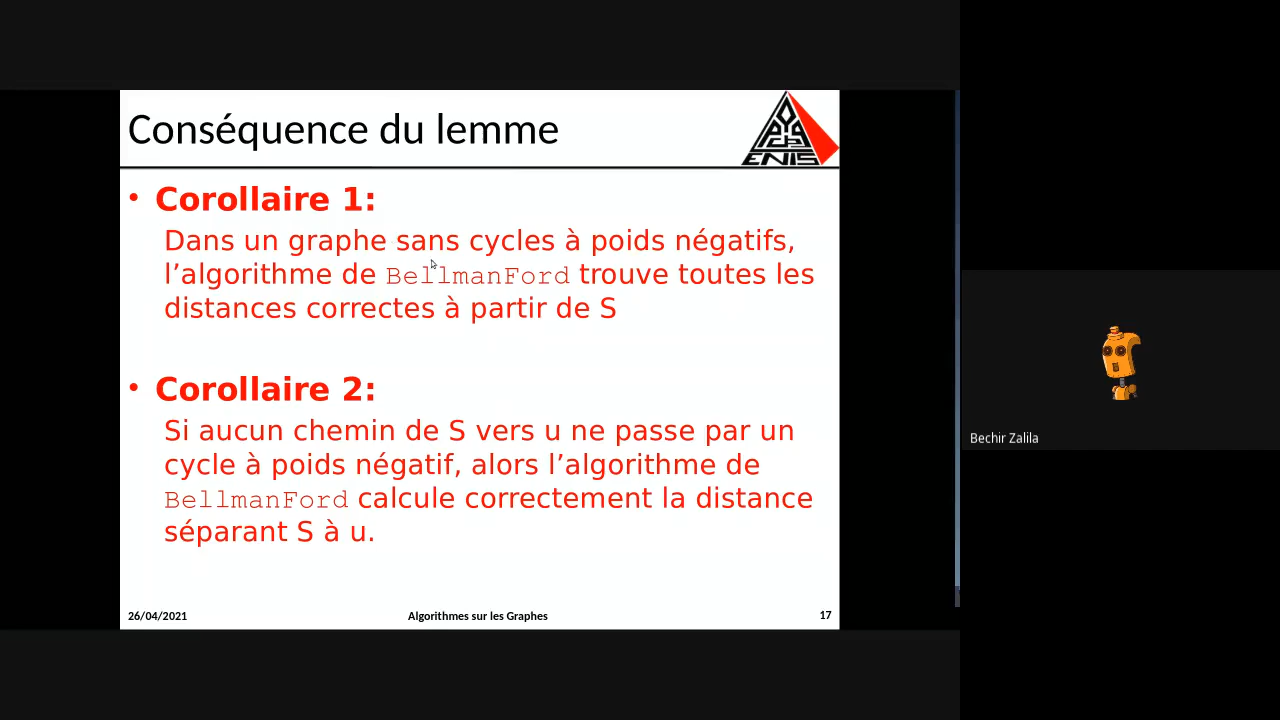 Conséquence du lemme
ENIS
• Corollaire 1:
Dans un graphe sans cycles à poids négatifs,
l’algorithme de BellmanFord trouve toutes les
distances correctes à partir de S
• Corollaire 2:
Si aucun chemin de S vers u ne passe par un
cycle à poids négatif, alors l’algorithme de
BellmanFord calcule correctement la distance
séparant S à u.
26/04/2021
Algorithmes sur les Graphes
17
Bechir Zalila